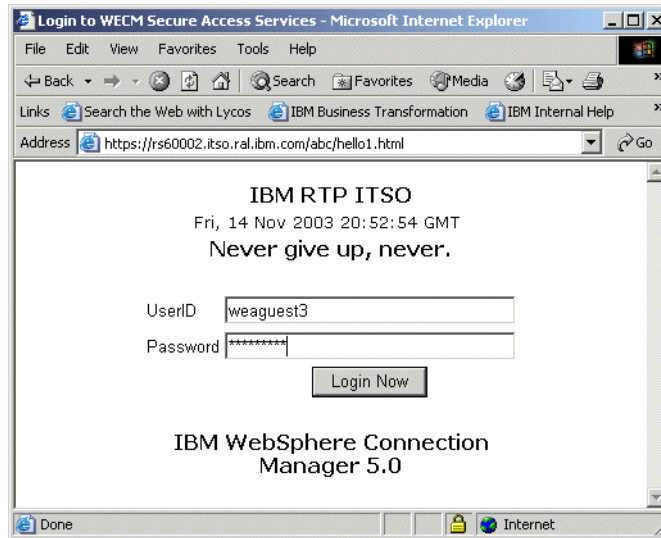 Login to WECM Secure Access Services - Microsoft Internet Explorer
File Edit View Favorites Tools Help
Back Search Favorites Media »
Links Search the Web with Lycos IBM Business Transformation IBM Internal Help »
Address https://rs60002.itso.ral.ibm.com/abc/hello1.html Go
IBM RTP ITSO
Fri, 14 Nov 2003 20:52:54 GMT
Never give up, never.
UserID weaguest3
Password *********
Login Now
IBM WebSphere Connection
Manager 5.0
Done Internet